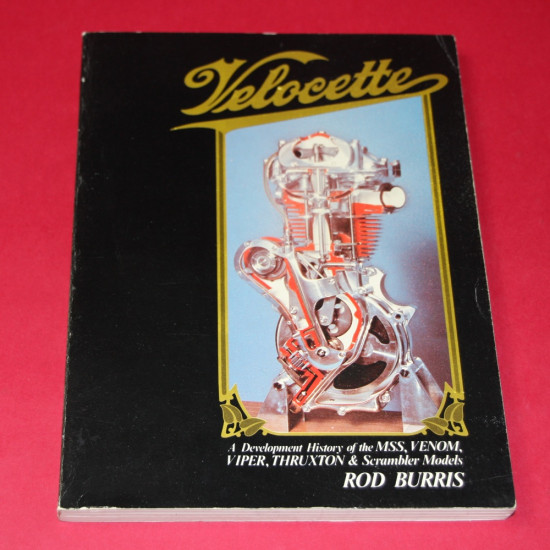 Velocette
A Development History of the MSS, VENOM,
VIPER, THRUXTON & Scrambler Models
ROD BURRIS